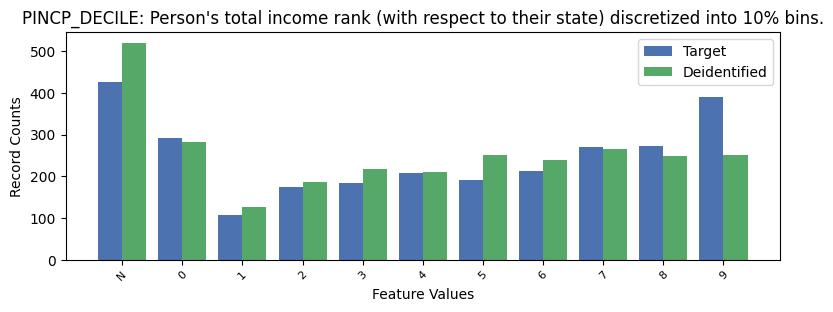 PINCP_DECILE: Person's total income rank (with respect to their state) discretized into 10% bins.
500
400
300
200
100
0
Record Counts
Target
Deidentified
N 0 1 2 3 4 5 6 7 8 9
Feature Values